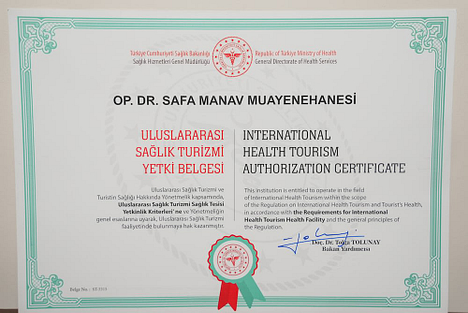 Türkiye Cumhuriyeti Sağlık Bakanlığı
Sağlık Hizmetleri Genel Müdürlüğü
Republic of Türkiye Ministry of Health
General Directorate of Health Services
OP. DR. SAFA MANAV MUAYENEHANESİ
ULUSLARARASI
SAĞLIK TURİZMİ
YETKİ BELGESİ
INTERNATIONAL
HEALTH TOURISM
AUTHORIZATION CERTIFICATE
Uluslararası Sağlık Turizmi ve
Turistin Sağlığı Hakkında Yönetmelik kapsamında,
Uluslararası Sağlık Turizmi Sağlık Tesisi
Yetkinlik Kriterleri' ne ve Yönetmeliğin
genel esaslarına uyarak, Uluslararası Sağlık Turizmi
faaliyetinde bulunmaya hak kazanmıştır.
This Institution is entitled to operate in the field
of International Health Tourism within the scope
of the Regulation on International Health Tourism and Tourist's Health,
in accordance with the Requirements for International
Health Tourism Health Facility and the general principles of
the Regulation.
Doç. Dr. Tolga TOLUNAY
Bakan Yardımcısı
Belge No. :